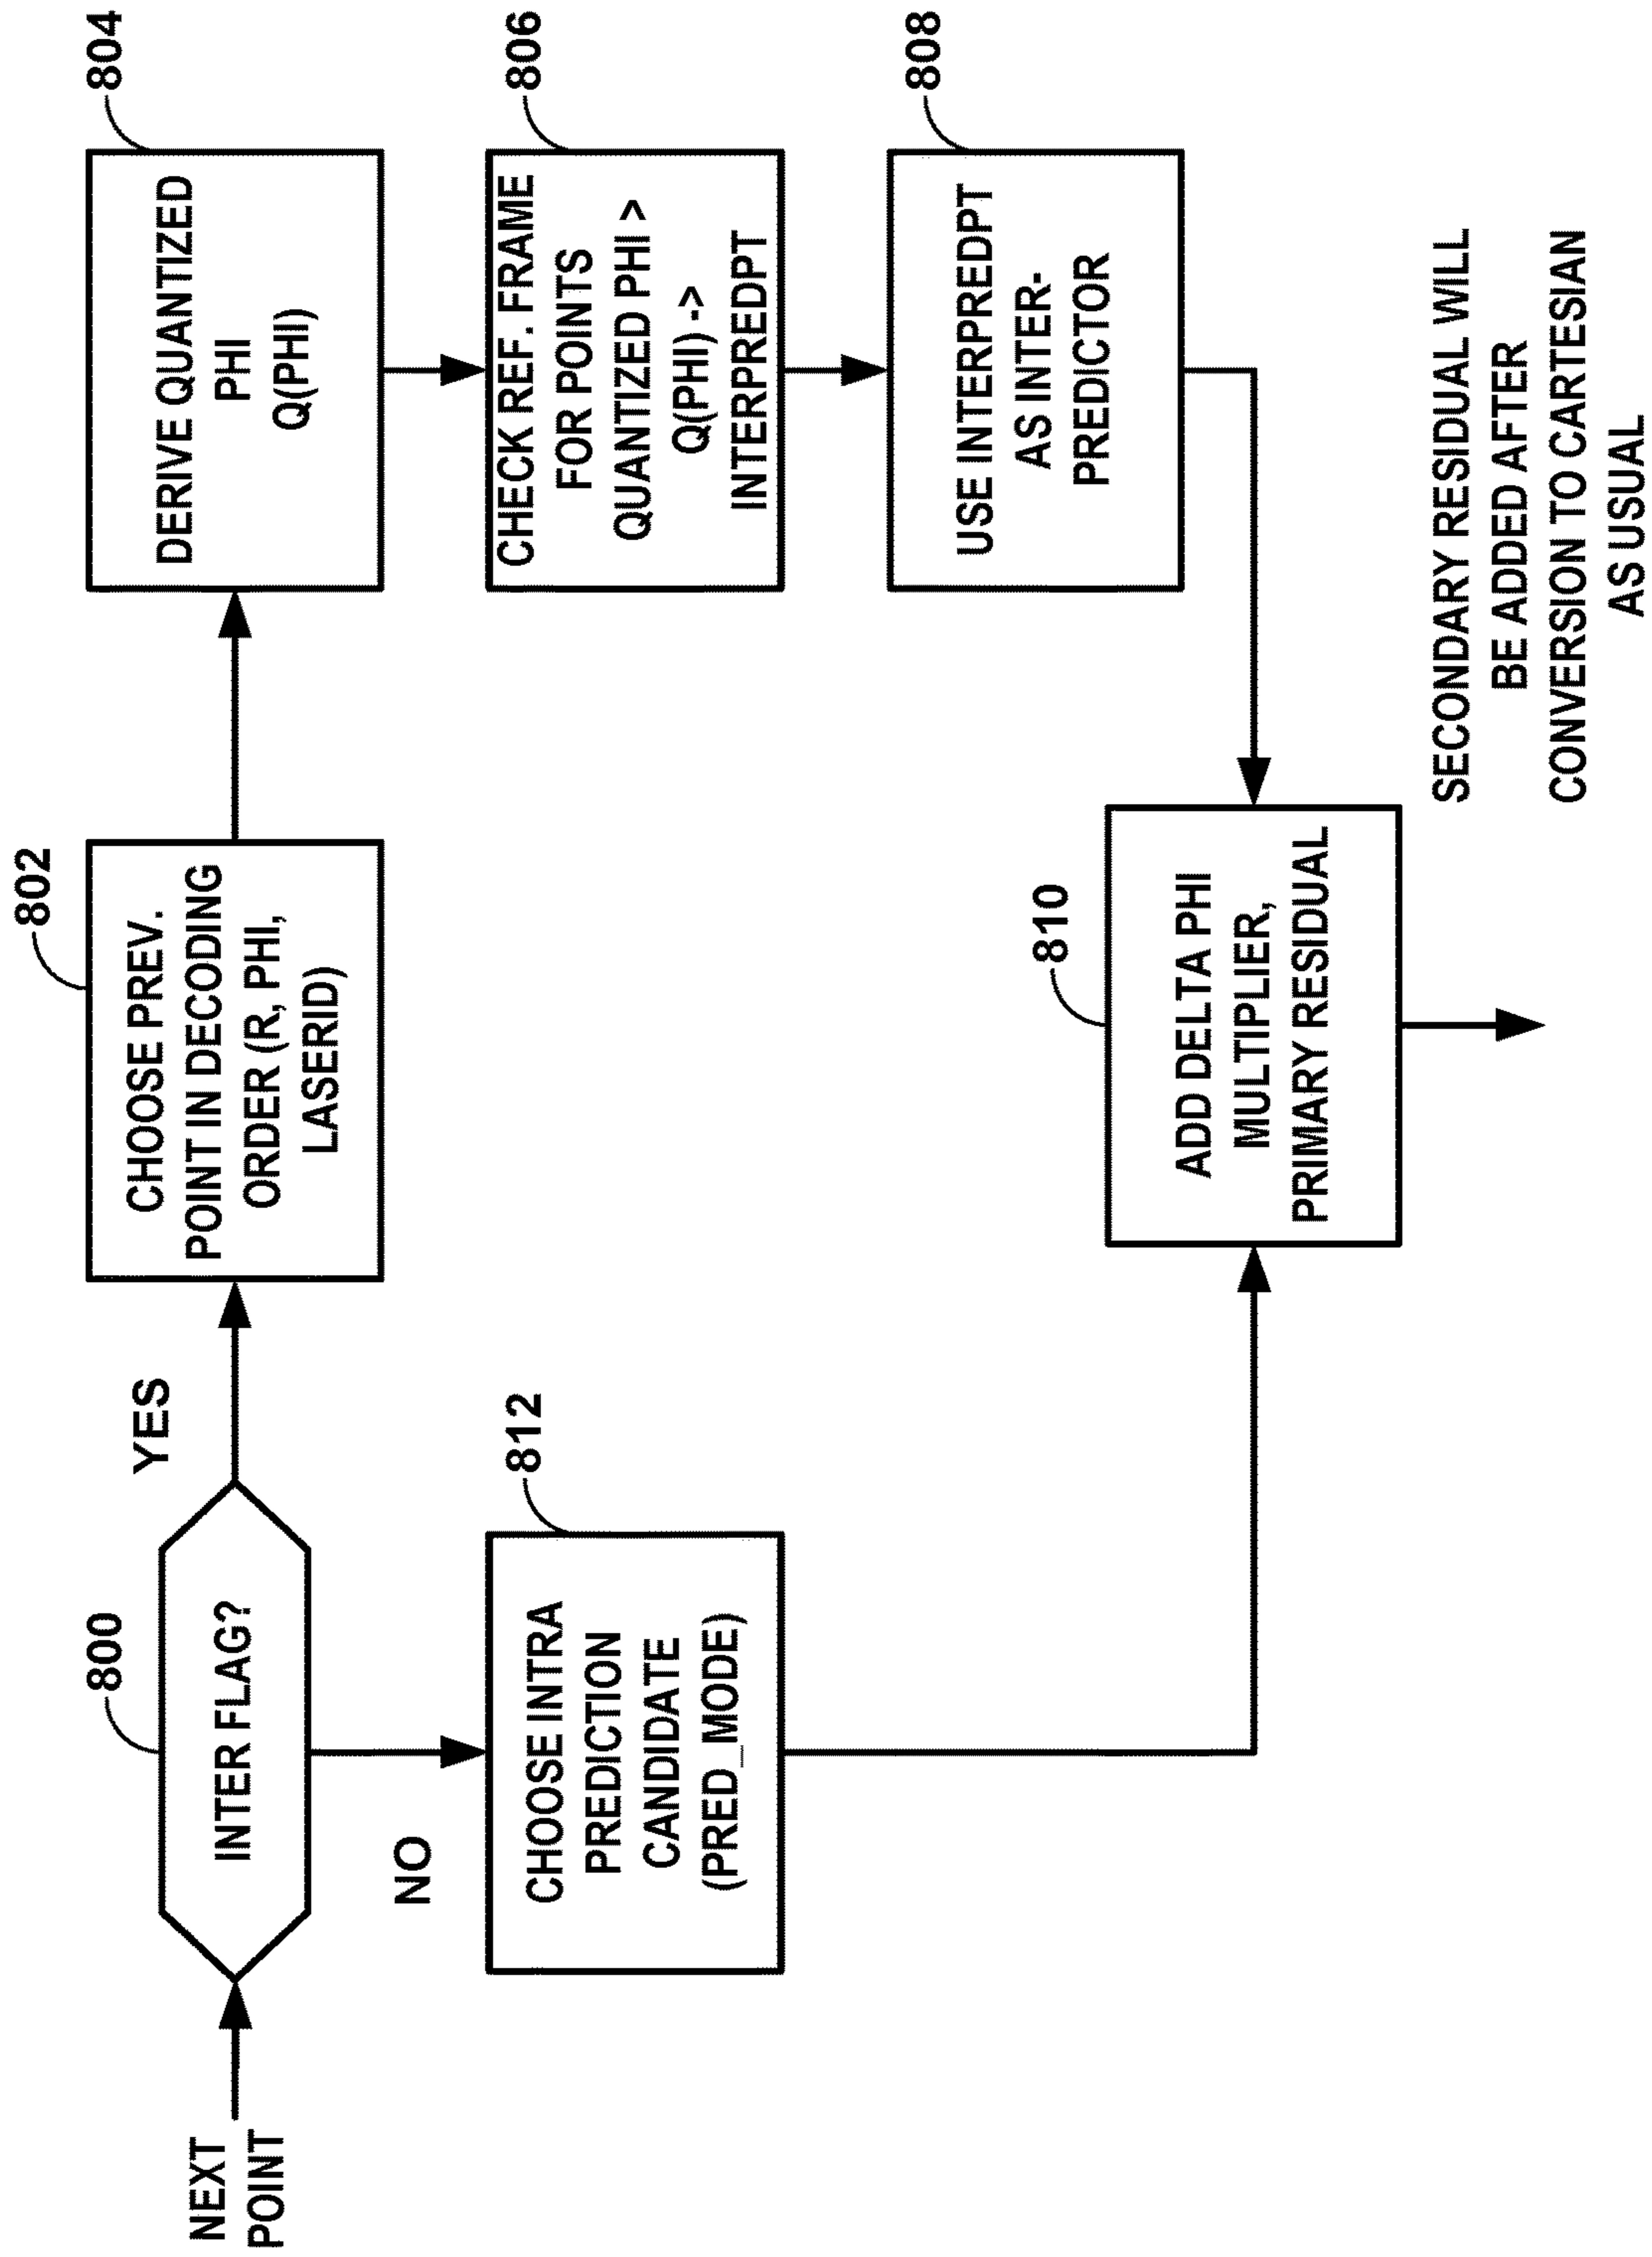 NEXT
POINT
800
INTER FLAG?
YES
NO
802
CHOOSE PREV.
POINT IN DECODING
ORDER (R, PHI,
LASERID)
804
DERIVE QUANTIZED
PHI
Q(PHI)
806
CHECK REF. FRAME
FOR POINTS
QUANTIZED PHI >
Q(PHI) ->
INTERPREDPT
808
USE INTERPREDPT
AS INTER-
PREDICTOR
812
CHOOSE INTRA
PREDICTION
CANDIDATE
(PRED_MODE)
810
ADD DELTA PHI
MULTIPLIER,
PRIMARY RESIDUAL
SECONDARY RESIDUAL WILL
BE ADDED AFTER
CONVERSION TO CARTESIAN
AS USUAL